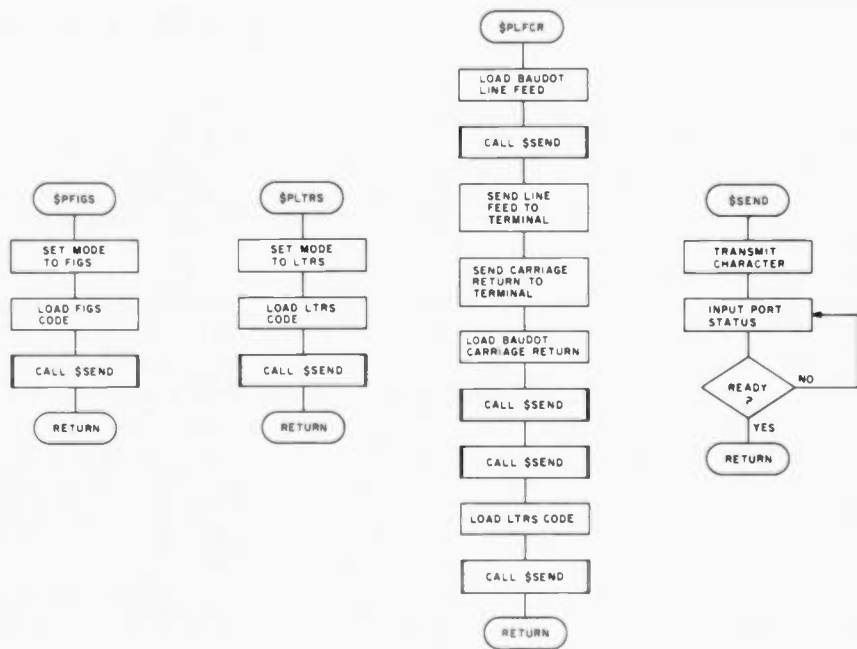 $PFIGS
SET MODE
TO FIGS
LOAD FIGS
CODE
CALL $SEND
RETURN
$PLTRS
SET MODE
TO LTRS
LOAD LTRS
CODE
CALL $SEND
RETURN
$PLFCR
LOAD BAUDOT
LINE FEED
CALL $SEND
SEND LINE
FEED TO
TERMINAL
SEND CARRIAGE
RETURN TO
TERMINAL
LOAD BAUDOT
CARRIAGE RETURN
CALL $SEND
CALL $SEND
LOAD LTRS CODE
CALL $SEND
RETURN
$SEND
TRANSMIT
CHARACTER
INPUT PORT
STATUS
READY
?
NO
YES
RETURN